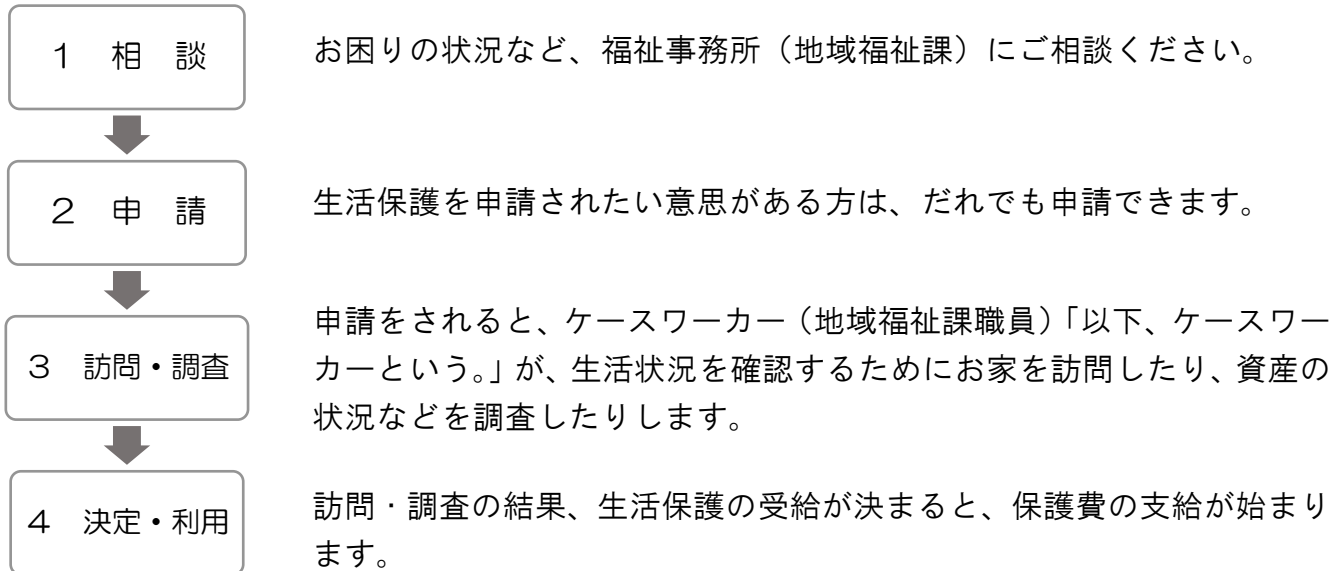 １　相　談
お困りの状況など、福祉事務所（地域福祉課）にご相談ください。
２　申　請
生活保護を申請されたい意思がある方は、だれでも申請できます。
３　訪問・調査
申請をされると、ケースワーカー（地域福祉課職員）「以下、ケースワー
カーという。」が、生活状況を確認するためにお家を訪問したり、資産の
状況などを調査したりします。
４　決定・利用
訪問・調査の結果、生活保護の受給が決まると、保護費の支給が始まり
ます。